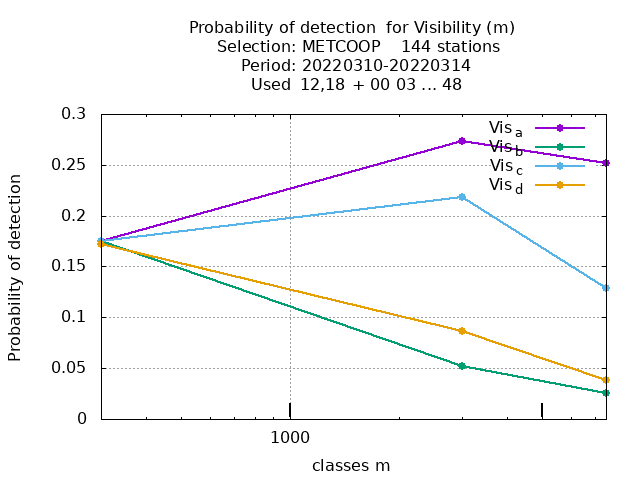 Probability of detection  for Visibility (m)
Selection: METCOOP    144 stations
Period: 20220310-20220314
Used  12,18 + 00 03 ... 48
0.3
0.25
0.2
0.15
0.1
0.05
0
Probability of detection
Vis a
Vis b
Vis c
Vis d
1000
classes m